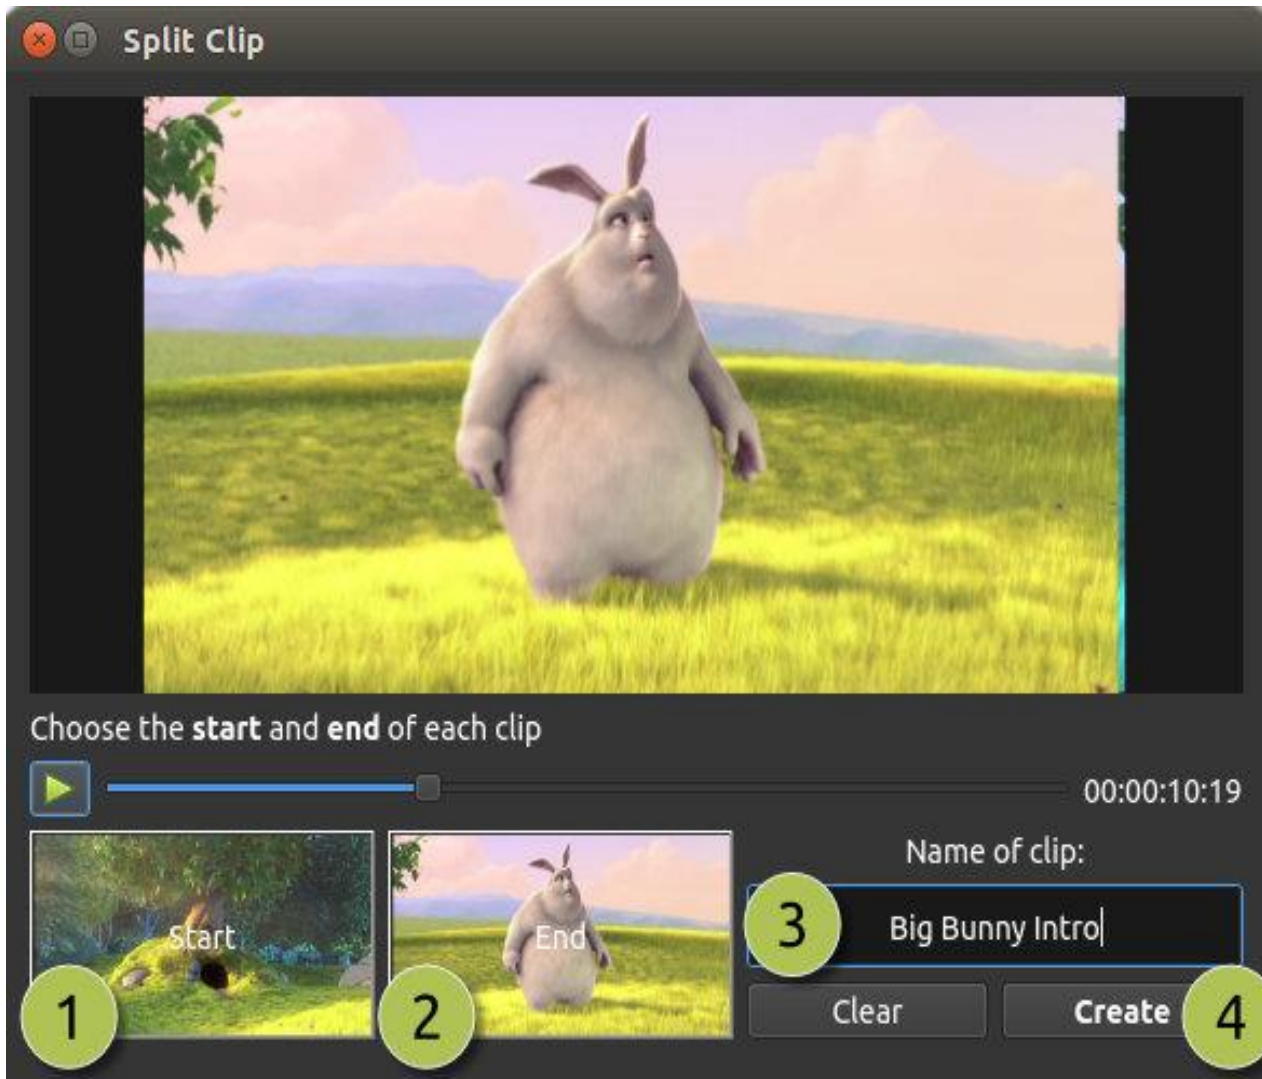 Split Clip
Choose the start and end of each clip
00:00:10:19
Start
End
Name of clip:
3
Big Bunny Intro
1
2
Clear
Create
4